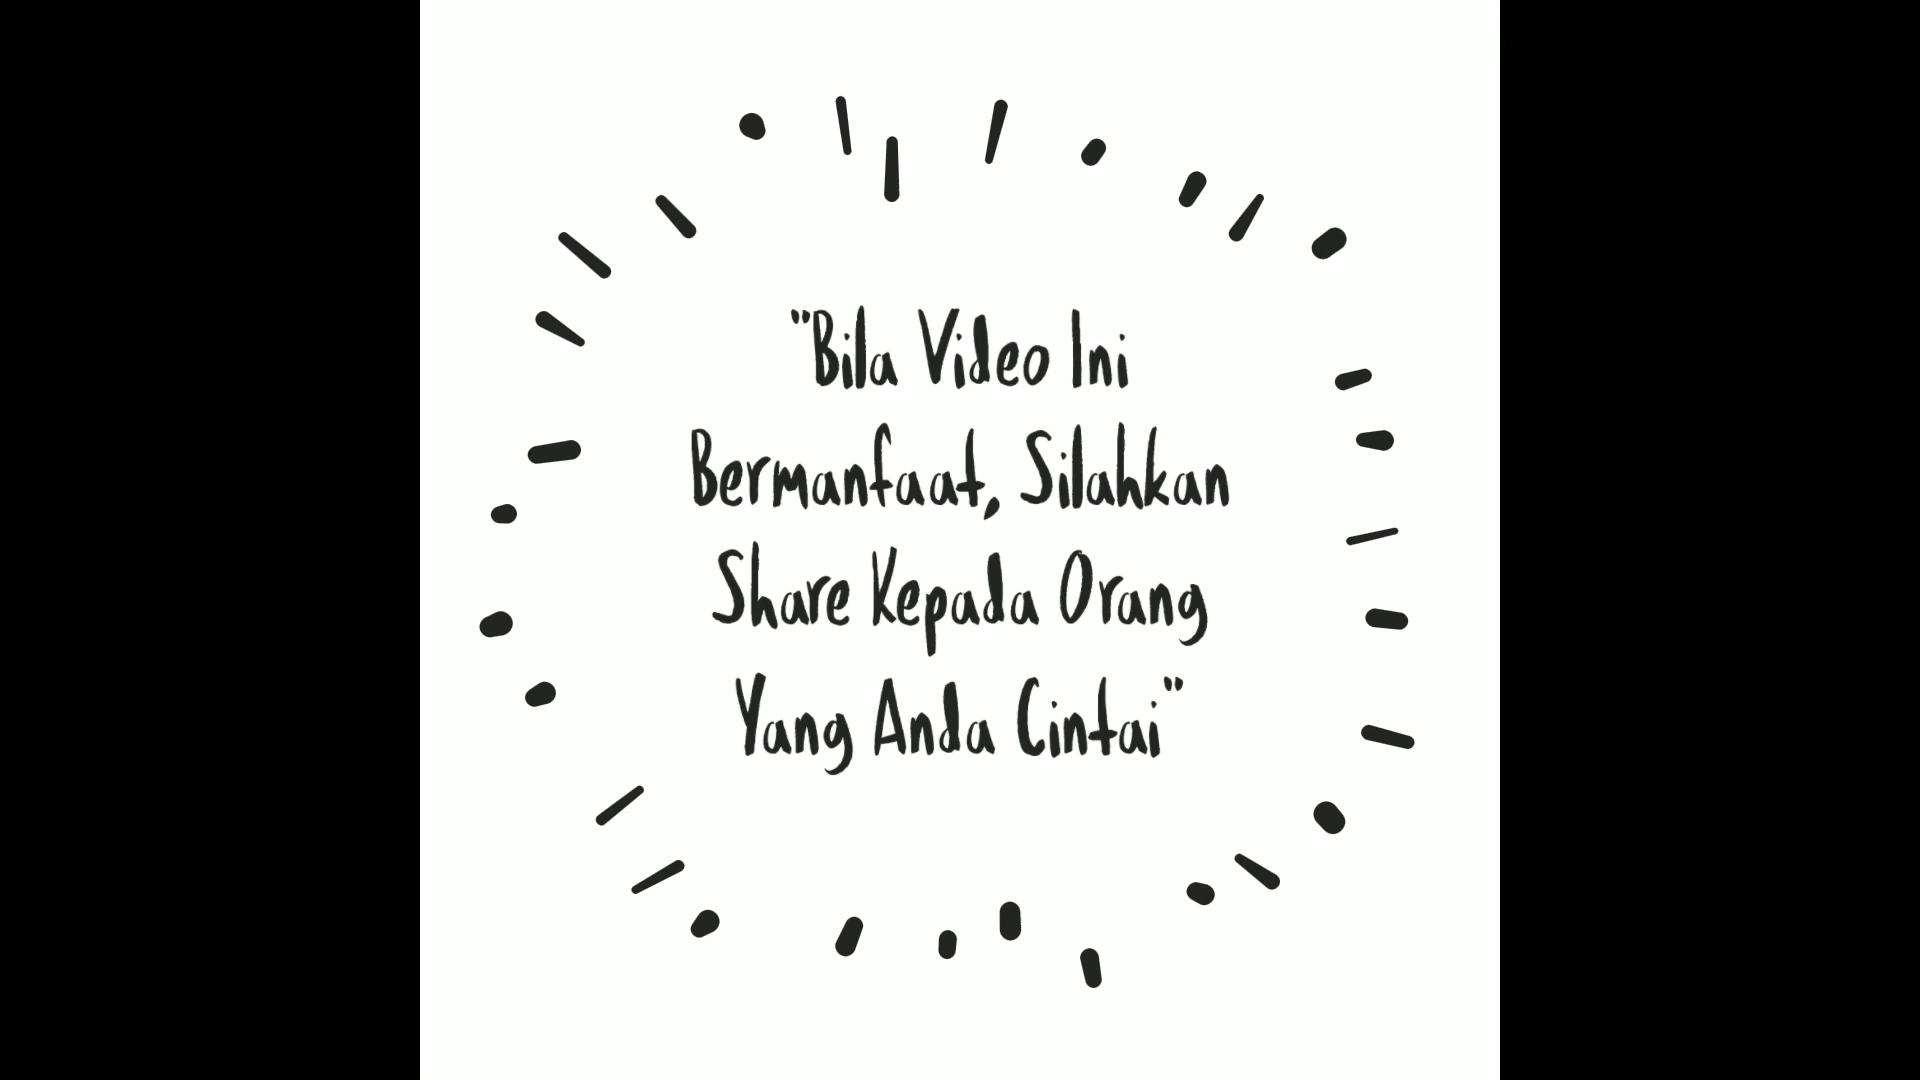 "Bila Video Ini
Bermanfaat, Silahkan
Share Kepada Orang
Yang Anda Cintai"